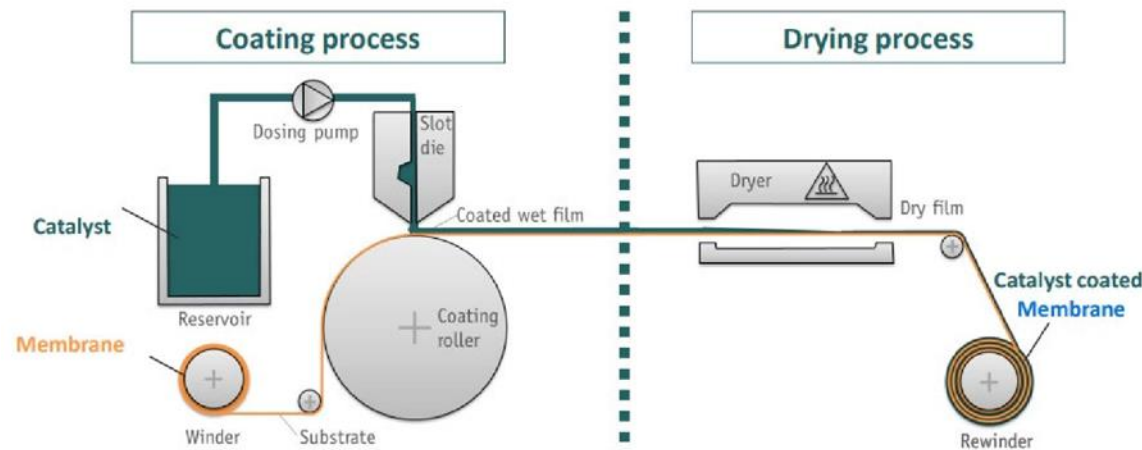 Coating process
Drying process
Dosing pump
Slot
die
Dryer
Coated wet film
Dry film
Catalyst
Reservoir
Catalyst coated
Membrane
Coating
roller
Membrane
Winder
Substrate
Rewinder